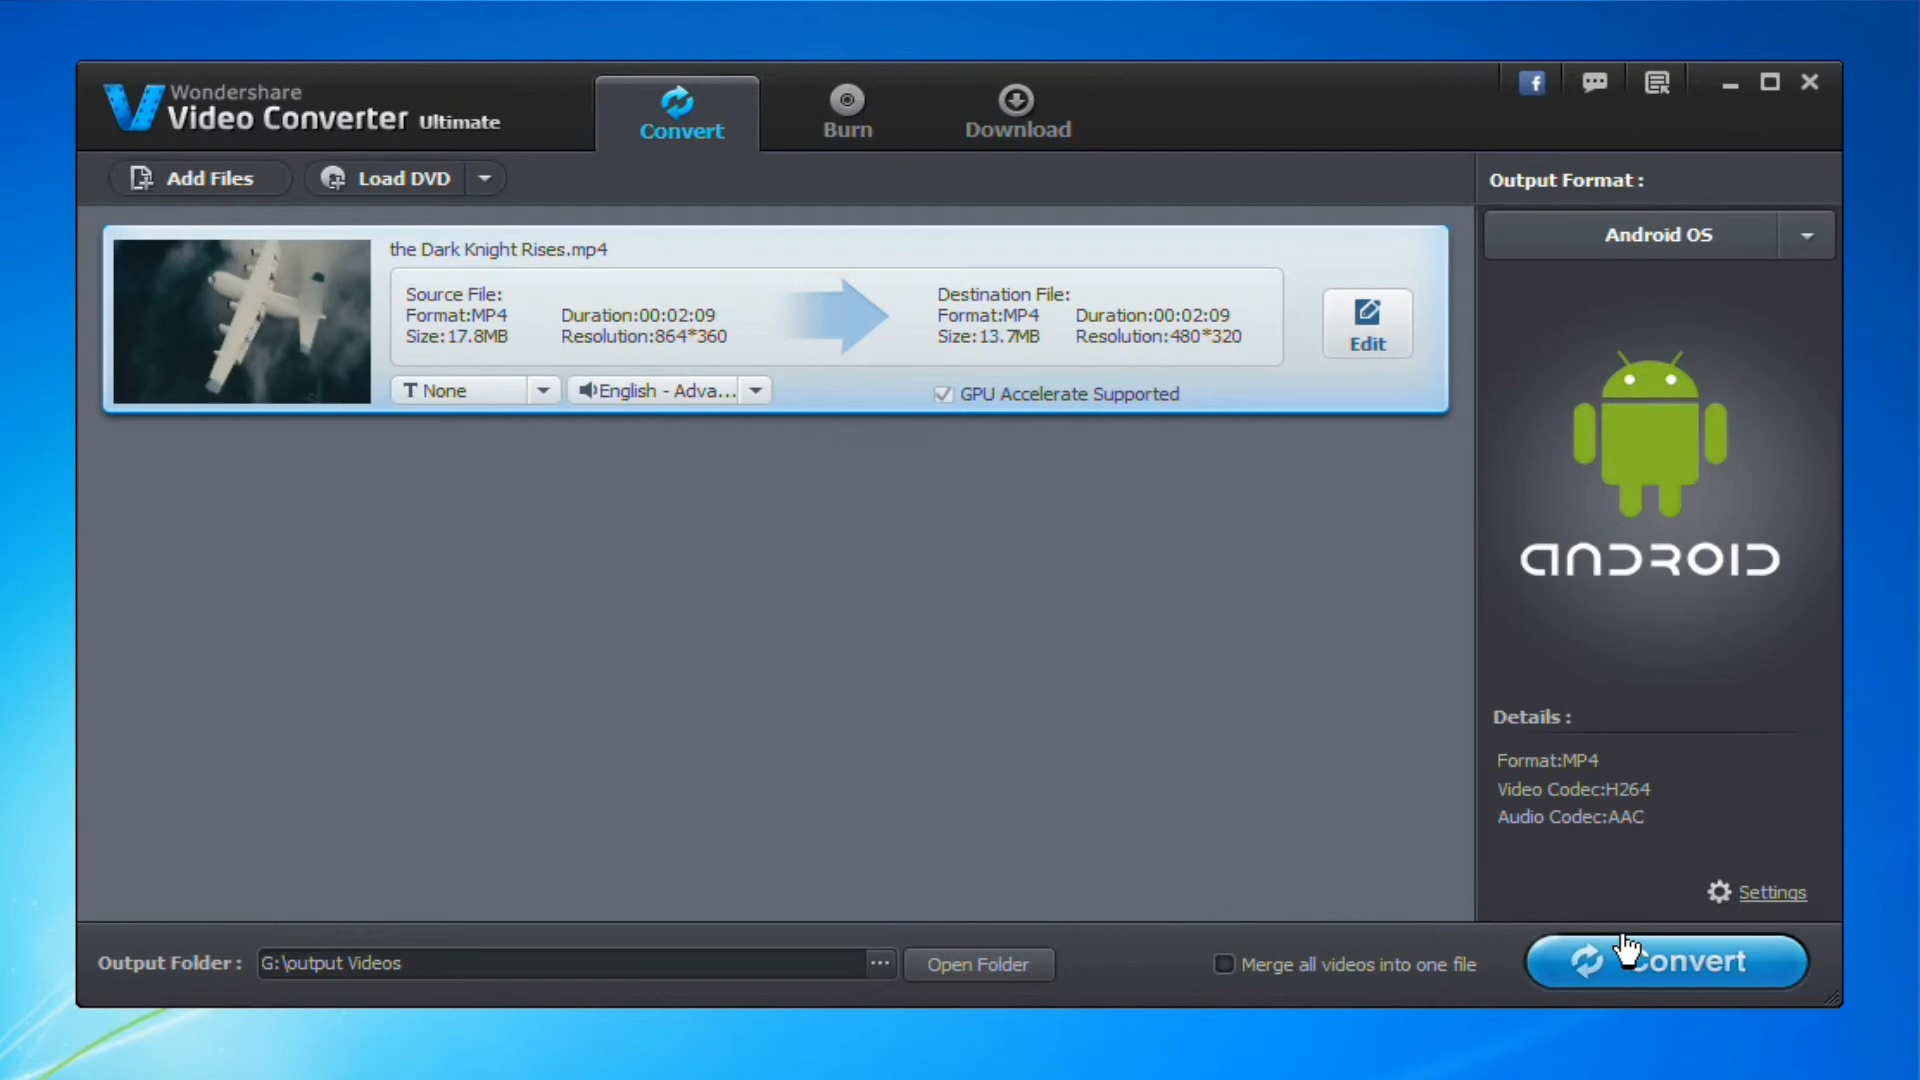 Wondershare
Video Converter Ultimate
Convert
Burn
Download
f
Add Files
Load DVD
Output Format :
Android OS
the Dark Knight Rises.mp4
Source File:
Format:MP4 Duration:00:02:09
Size:17.8MB Resolution:864*360
Destination File:
Format:MP4 Duration:00:02:09
Size:13.7MB Resolution:480*320
Edit
T None
English - Adva...
GPU Accelerate Supported
ANDROID
Details :
Format:MP4
Video Codec:H264
Audio Codec:AAC
Settings
Output Folder : G:\output Videos ... Open Folder
Merge all videos into one file
Convert